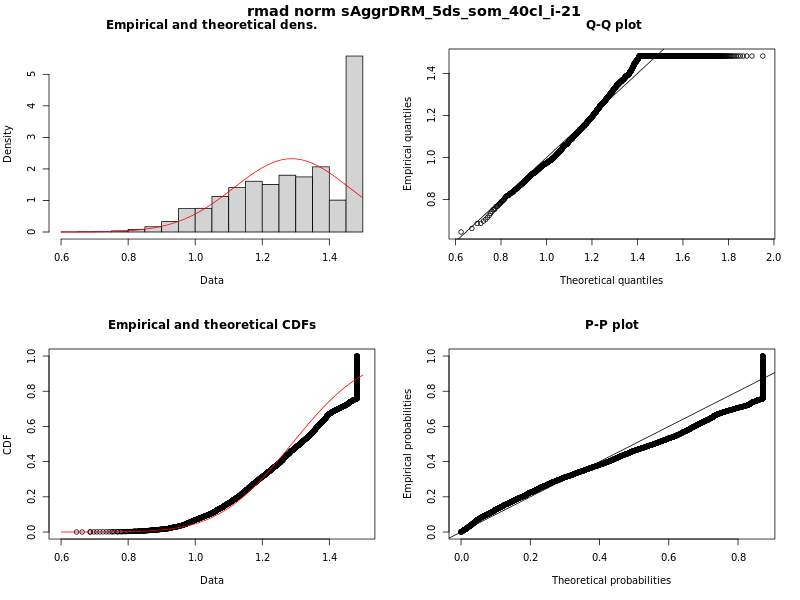 rmad norm sAggrDRM_5ds_som_40cl_i-21
Empirical and theoretical dens.
Density
0 1 2 3 4 5
0.6 0.8 1.0 1.2 1.4
Data
Q-Q plot
Empirical quantiles
0.8 1.0 1.2 1.4
0.6 0.8 1.0 1.2 1.4 1.6 1.8 2.0
Theoretical quantiles
Empirical and theoretical CDFs
CDF
0.0 0.2 0.4 0.6 0.8 1.0
0.6 0.8 1.0 1.2 1.4
Data
P-P plot
Empirical probabilities
0.0 0.2 0.4 0.6 0.8 1.0
0.0 0.2 0.4 0.6 0.8
Theoretical probabilities